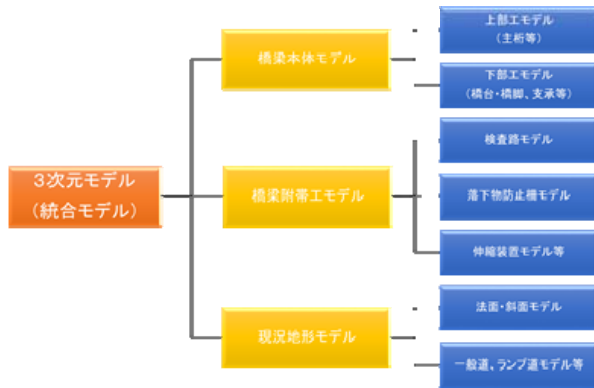 3次元モデル
(統合モデル)
橋梁本体モデル
上部工モデル
(主桁等)
下部工モデル
(橋台・橋脚、支承等)
橋梁附帯工モデル
検査路モデル
落下物防止柵モデル
伸縮装置モデル等
現況地形モデル
法面・斜面モデル
一般道、ランプ道モデル等